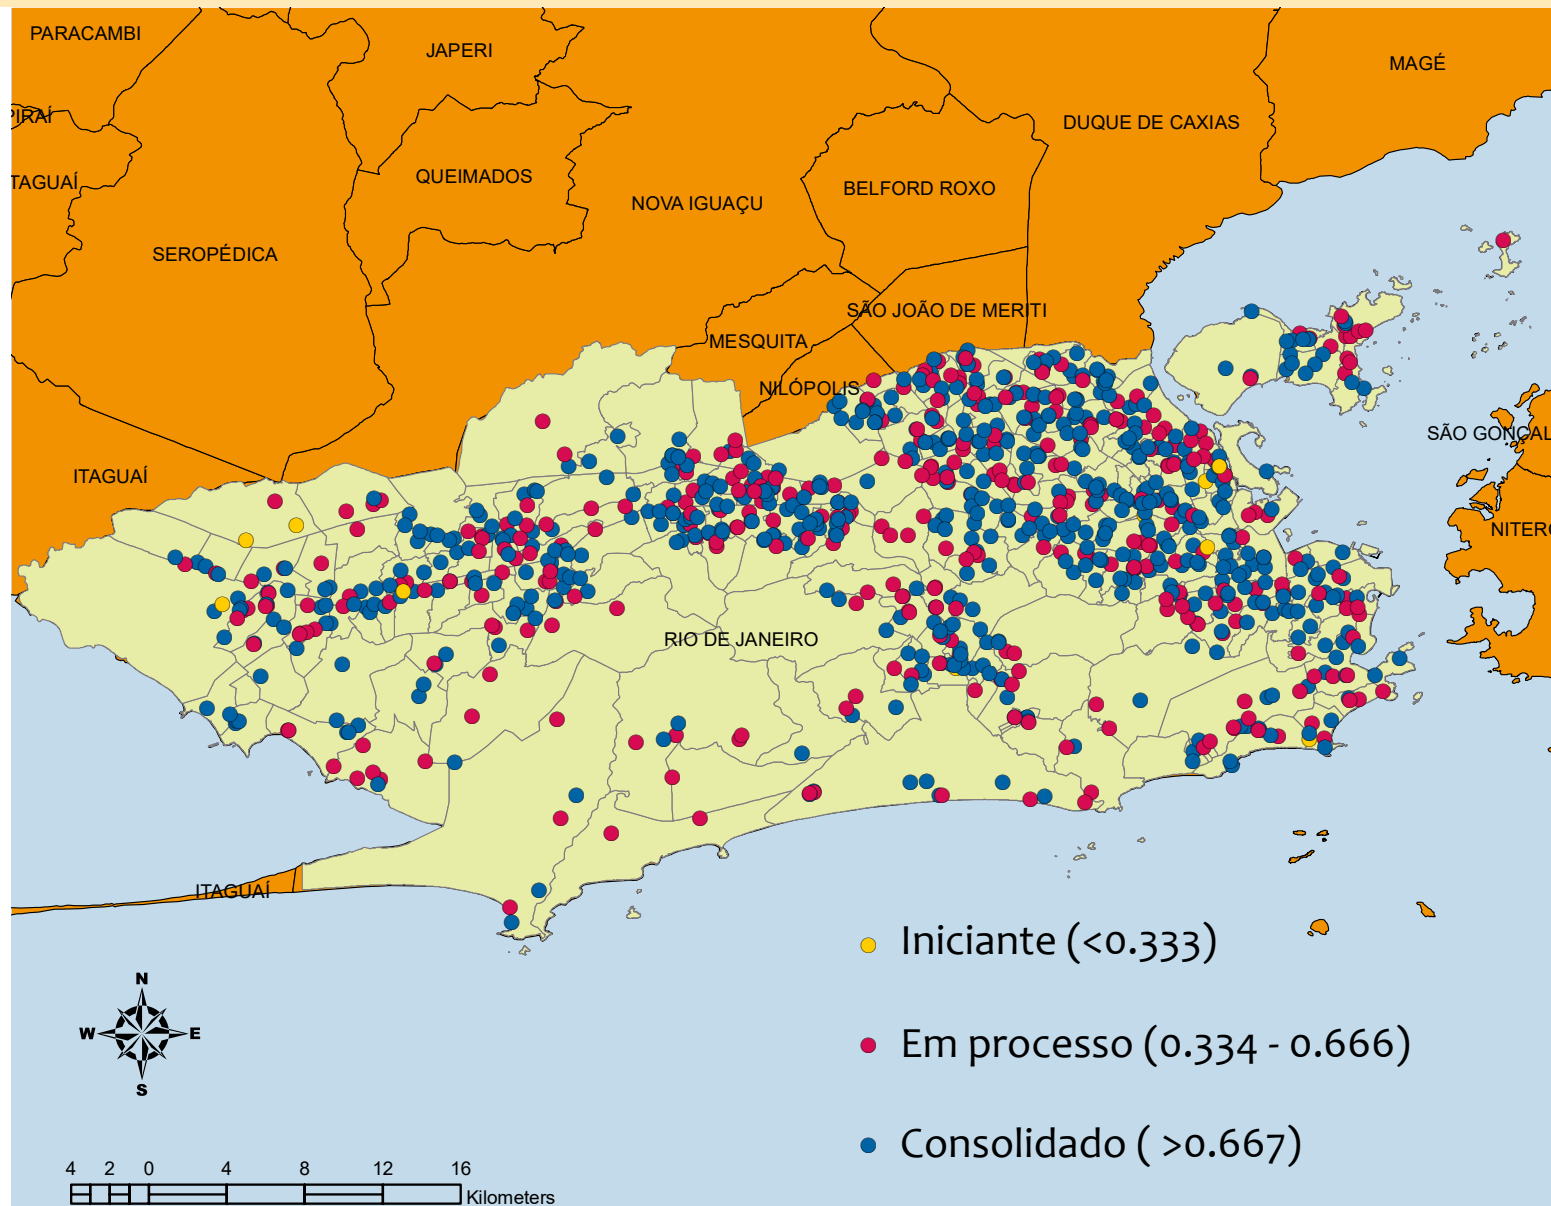 PARACAMBI
JAPERI
MAGÉ
PIRAÍ
DUQUE DE CAXIAS
TAGUAÍ
QUEIMADOS
BELFORD ROXO
NOVA IGUAÇU
SEROPÉDICA
SÃO JOÃO DE MERITI
MESQUITA
NILÓPOLIS
SÃO GONÇAL
ITAGUAÍ
NITERO
RIO DE JANEIRO
ITAGUAÍ
Iniciante (<0.333)
N
W E
S
Em processo (0.334 - 0.666)
Consolidado ( >0.667)
4 2 0 4 8 12 16
Kilometers